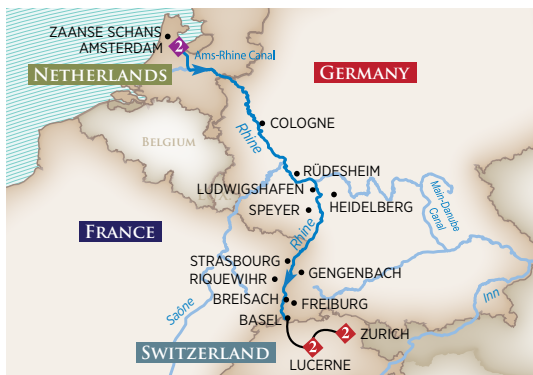 ZAANSE SCHANS
AMSTERDAM
2
Ams-Rhine Canal
NETHERLANDS
GERMANY
COLOGNE
Rhine
BELGIUM
RÜDESHEIM
LUDWIGSHAFEN
HEIDELBERG
SPEYER
Main-Danube
Canal
FRANCE
Rhine
STRASBOURG
GENGENBACH
RIQUEWIHR
BREISACH
FREIBURG
Inn
Saône
BASEL
2
ZURICH
2
SWITZERLAND
LUCERNE